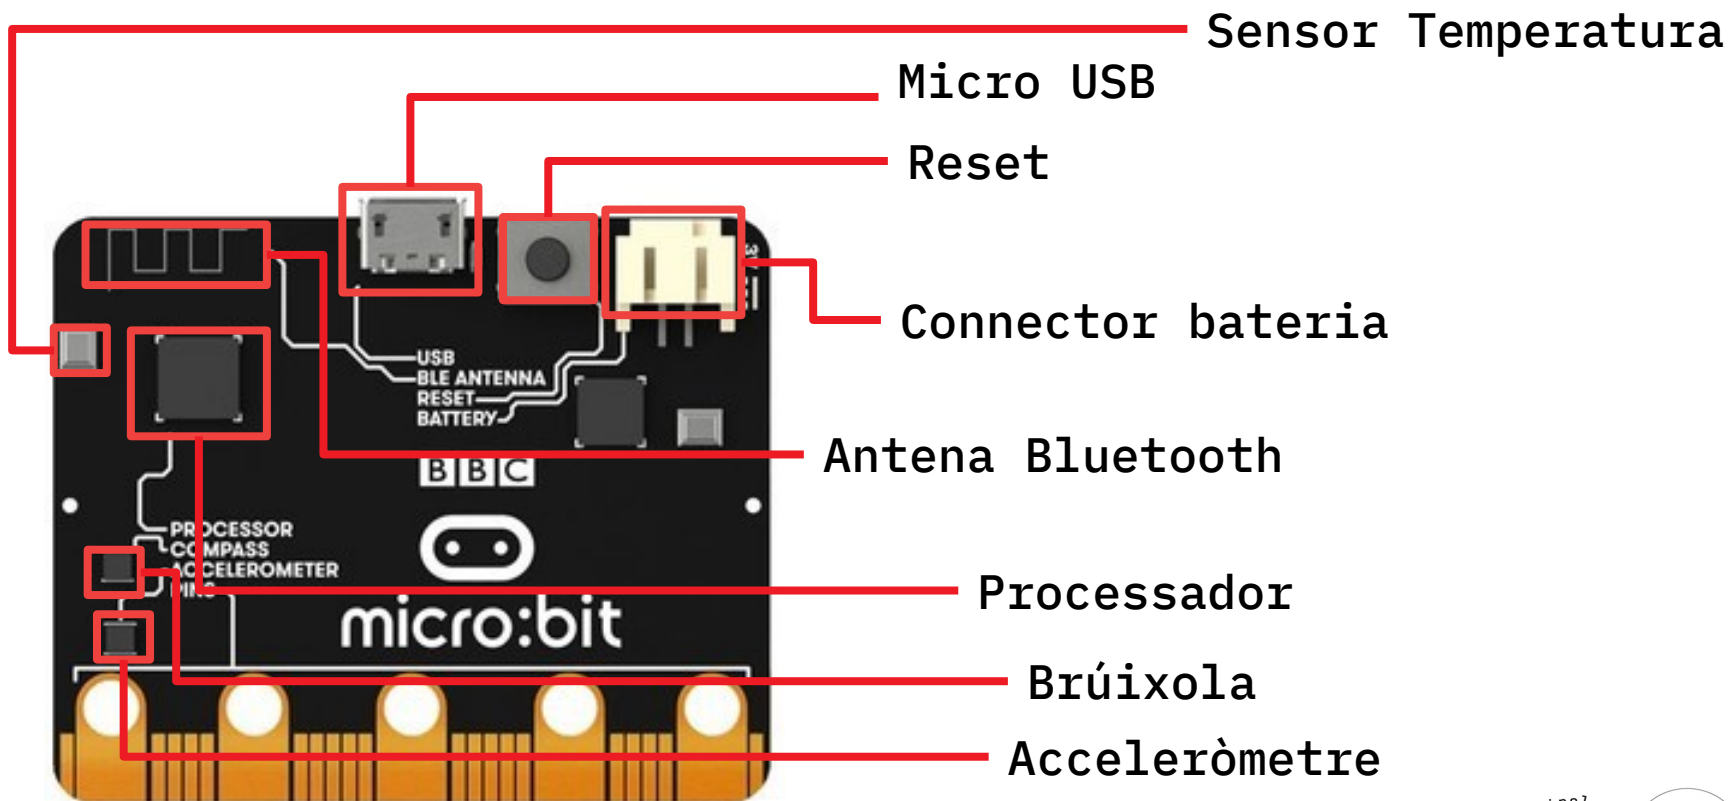 Sensor Temperatura
Micro USB
Reset
Connector bateria
USB
BLE ANTENNA
RESET
BATTERY
Antena Bluetooth
BBC
PROCESSOR
COMPASS
ACCELEROMETER
PINS
Processador
micro:bit
Brúixola
Acceleròmetre